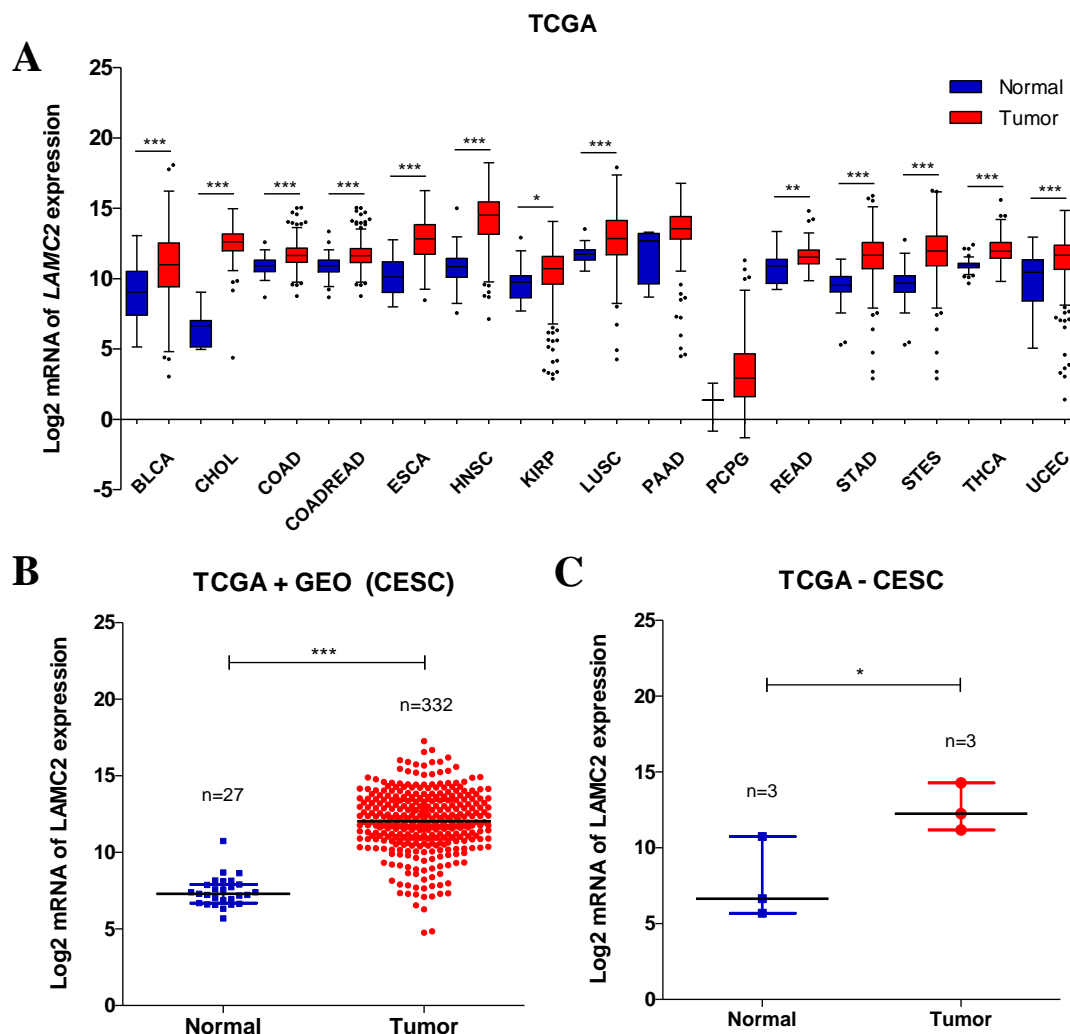 TCGA
A
Log2 mRNA of LAMC2 expression
25
20
15
10
5
0
-5
Normal
Tumor
***
***
***
***
***
***
*
***
**
***
***
***
***
BLCA
CHOL
COAD
COADREAD
ESCA
HNSC
KIRP
LUSC
PAAD
PCPG
READ
STAD
STES
THCA
UCEC
B
TCGA + GEO (CESC)
Log2 mRNA of LAMC2 expression
25
20
15
10
5
0
***
n=332
n=27
Normal
Tumor
C
TCGA - CESC
Log2 mRNA of LAMC2 expression
25
20
15
10
5
0
*
n=3
n=3
Normal
Tumor